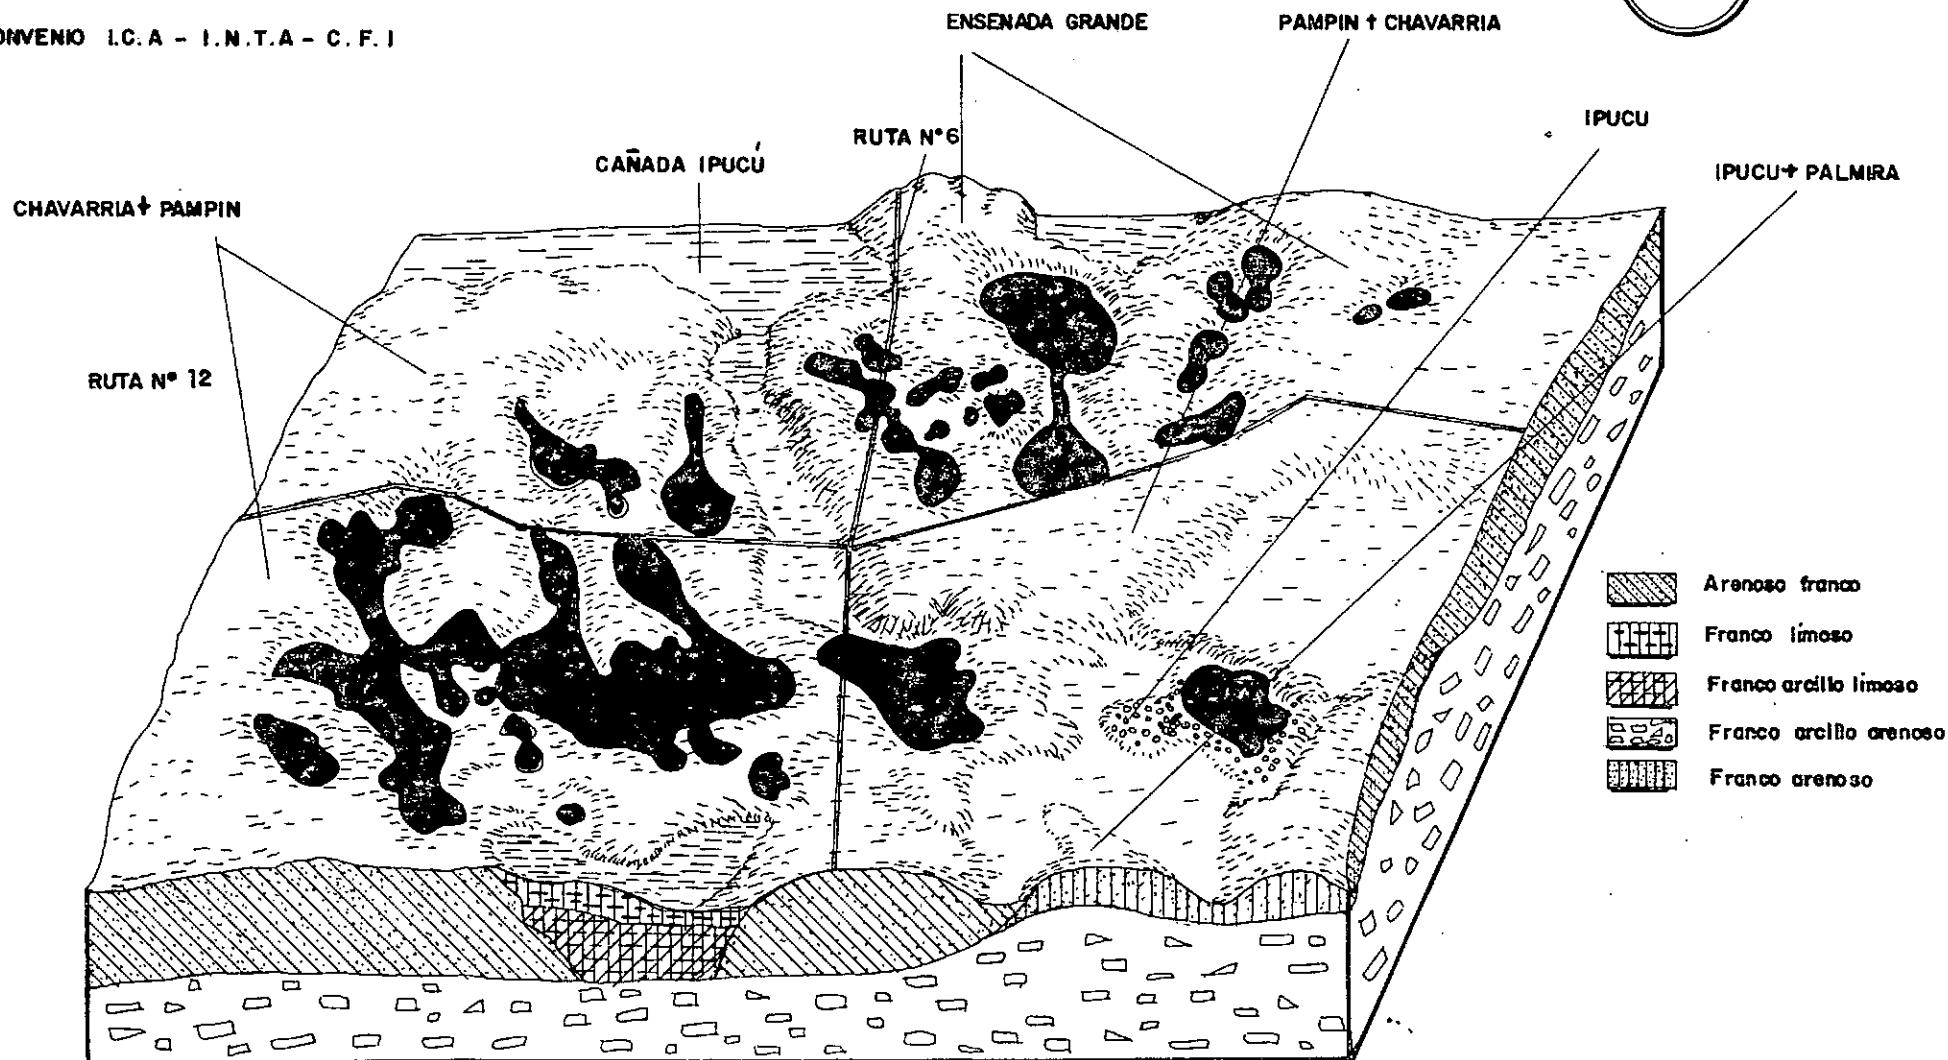 ONVENIO I.C.A - I.N.T.A - C.F.I
ENSENADA GRANDE
PAMPIN + CHAVARRIA
IPUCU
RUTA N°6
CAÑADA IPUCÚ
IPUCU + PALMIRA
CHAVARRIA + PAMPIN
RUTA N° 12
Arenoso franco
Franco limoso
Franco arcillo limoso
Franco arcillo arenoso
Franco arenoso